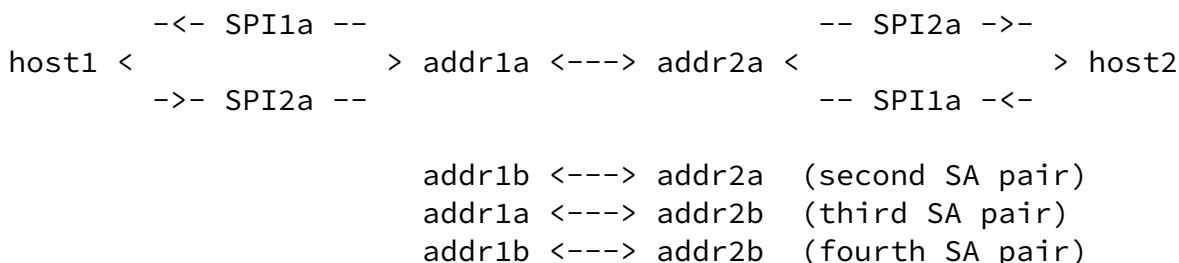 -<- SPI1a --                         -- SPI2a ->-
host1 <              > addr1a <---> addr2a <              > host2
->- SPI2a --                         -- SPI1a -<-
addr1b <---> addr2a  (second SA pair)
addr1a <---> addr2b  (third SA pair)
addr1b <---> addr2b  (fourth SA pair)